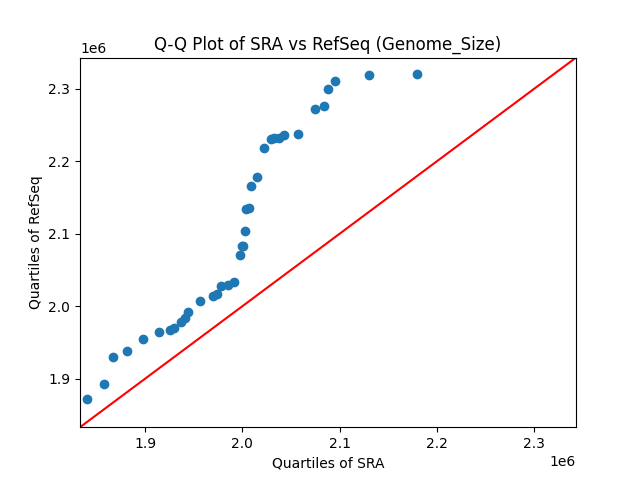 Q-Q Plot of SRA vs RefSeq (Genome_Size)
1e6
2.3
2.2
2.1
2.0
1.9
Quartiles of RefSeq
1.9 2.0 2.1 2.2 2.3
Quartiles of SRA
1e6